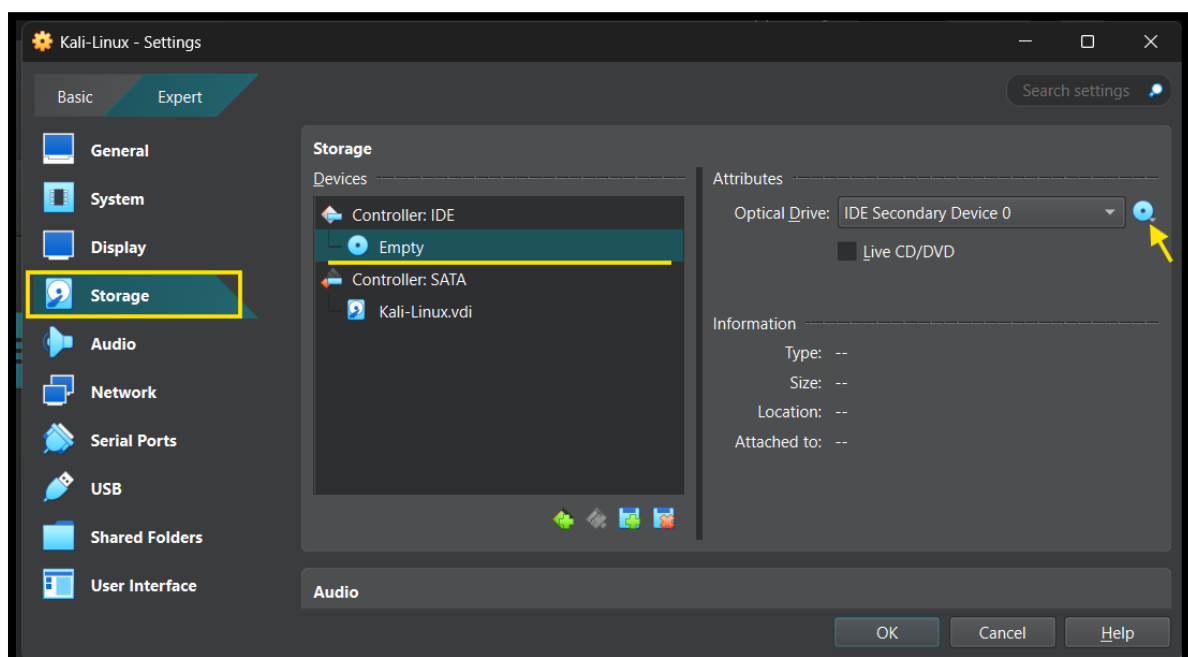 Kali-Linux - Settings
Basic
Expert
Search settings
General
System
Display
Storage
Audio
Network
Serial Ports
USB
Shared Folders
User Interface
Storage
Devices
Controller: IDE
Empty
Controller: SATA
Kali-Linux.vdi
Attributes
Optical Drive: IDE Secondary Device 0
Live CD/DVD
Information
Type: --
Size: --
Location: --
Attached to: --
Audio
OK
Cancel
Help